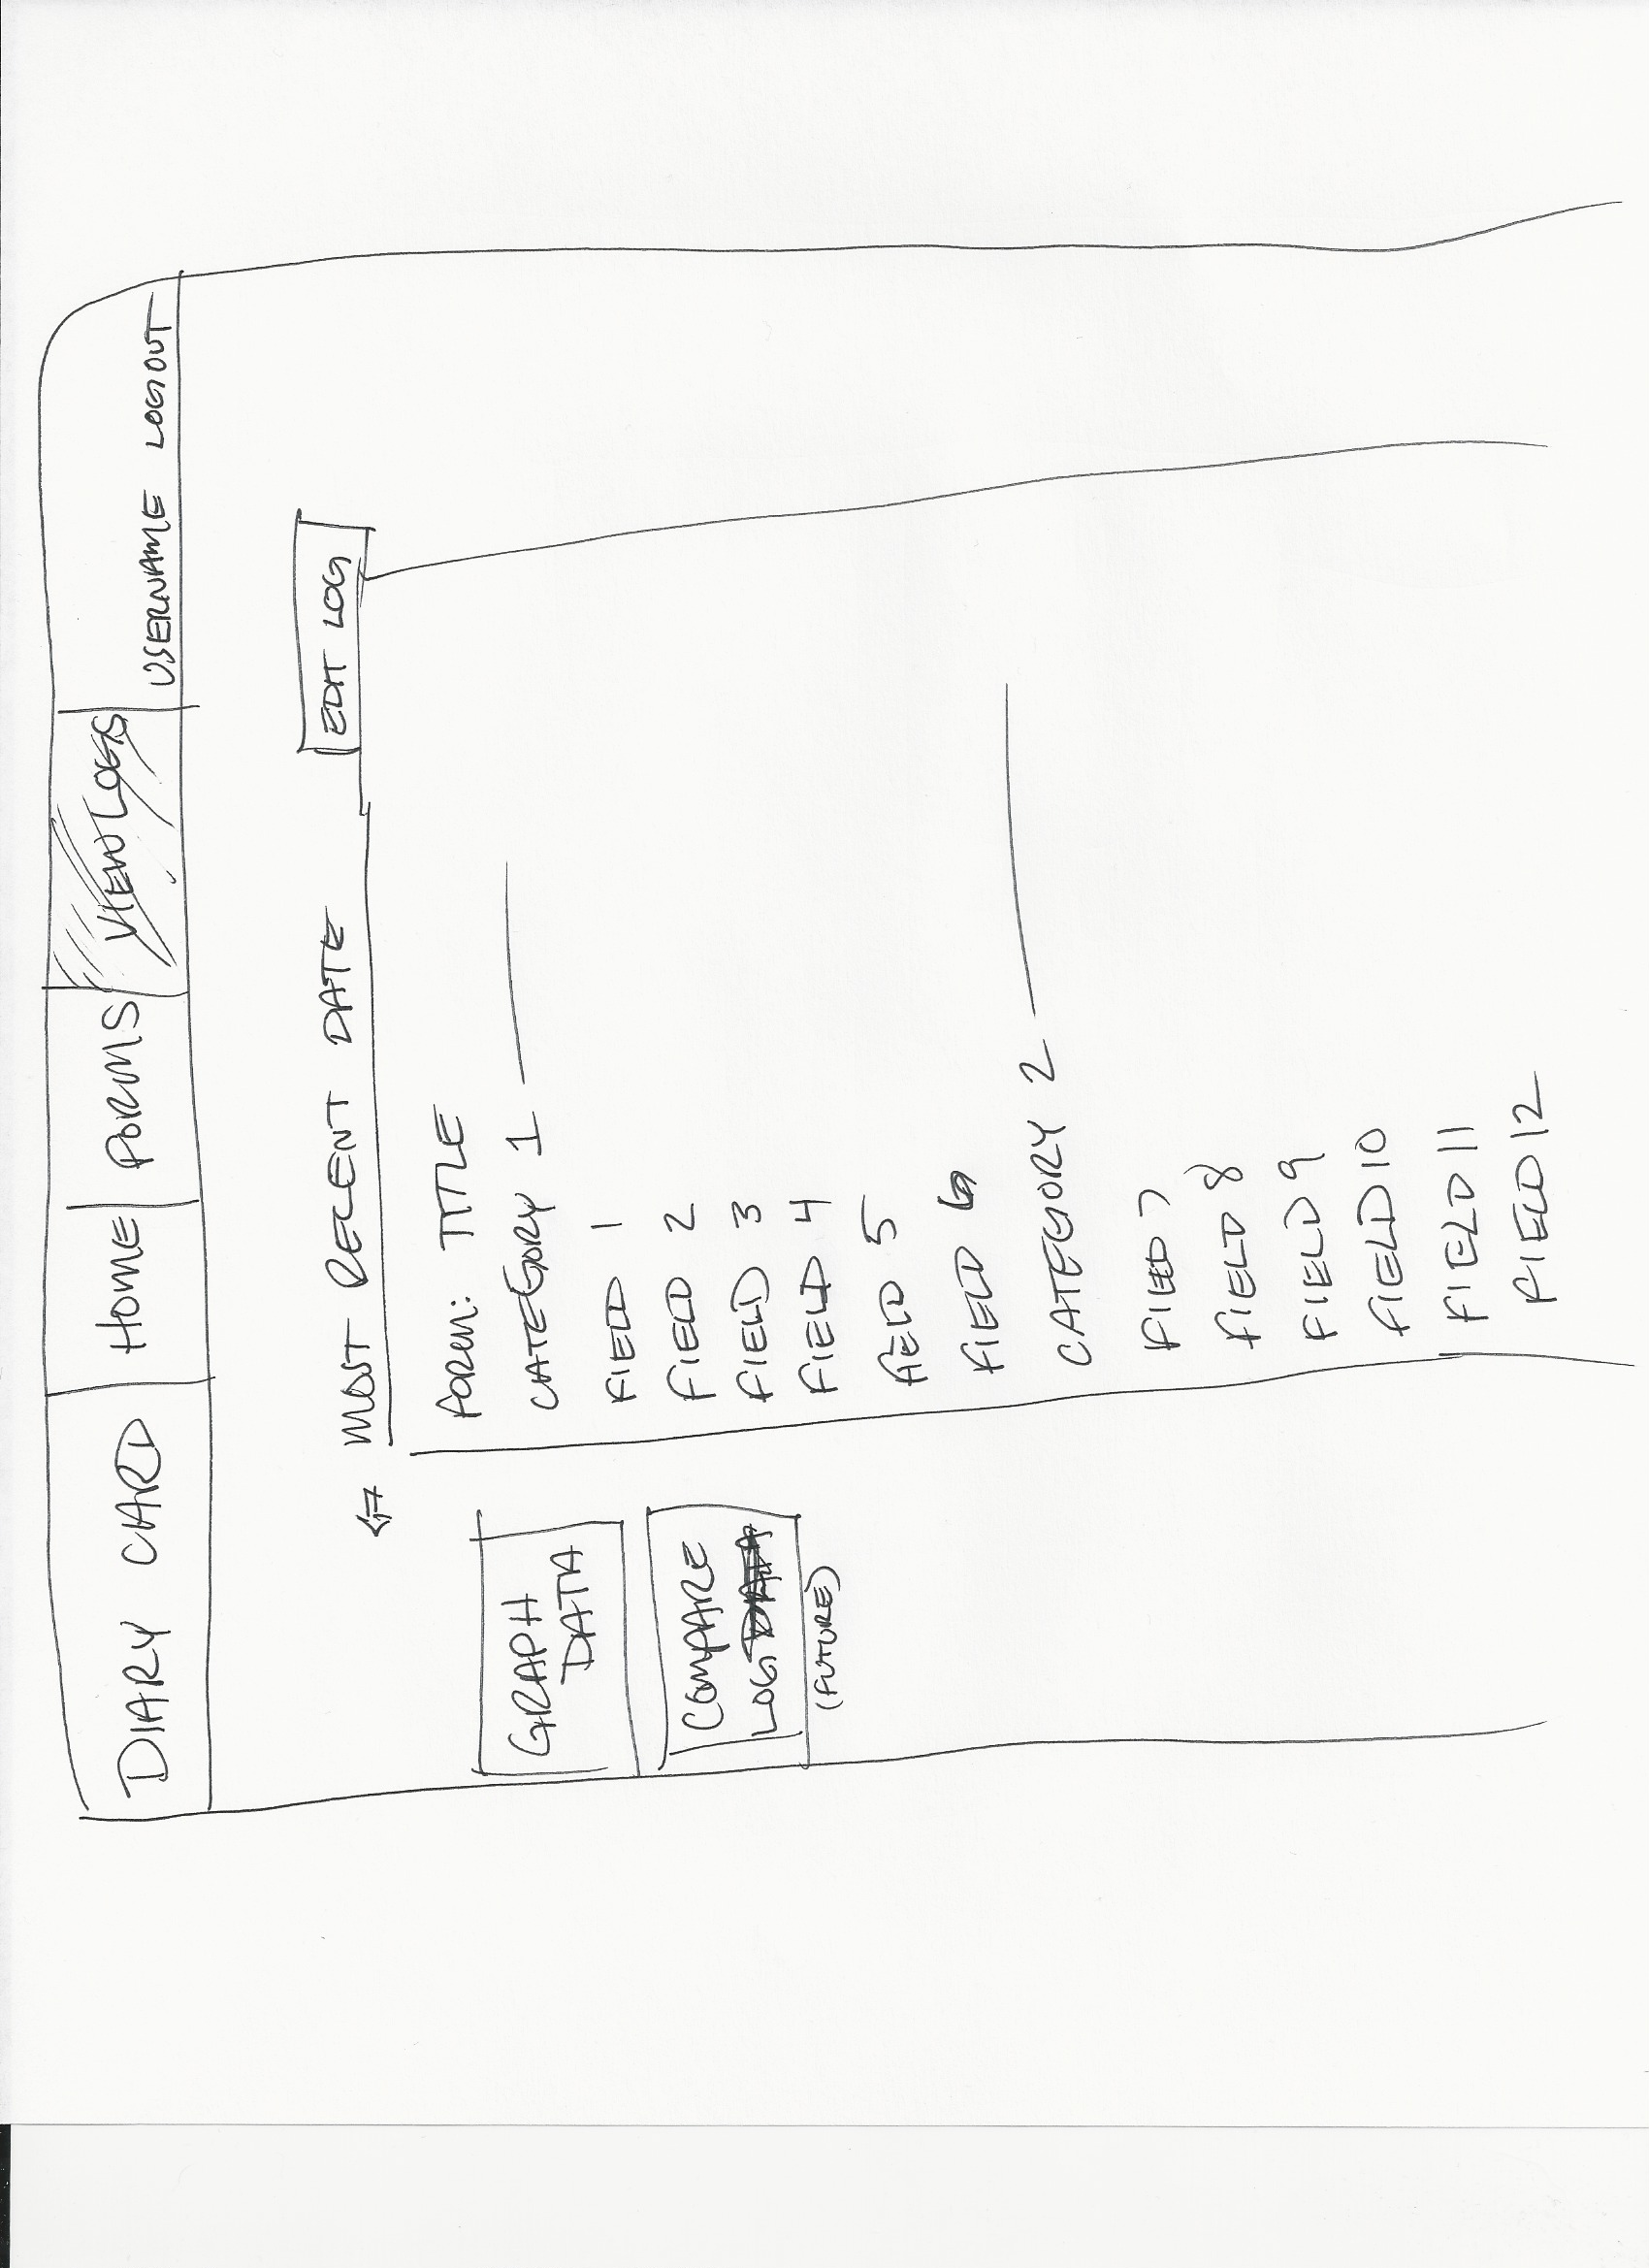 DIARY CARD HOME FORMS VIEW LOGS USERNAME LOGOUT
MOST RECENT DATE EDIT LOG
FORM: TITLE
CATEGORY 1
FIELD 1
FIELD 2
FIELD 3
FIELD 4
FIELD 5
FIELD 6
CATEGORY 2
FIELD 7
FIELD 8
FIELD 9
FIELD 10
FIELD 11
FIELD 12
GRAPH
DATA
COMPARE
LOG
(FUTURE)